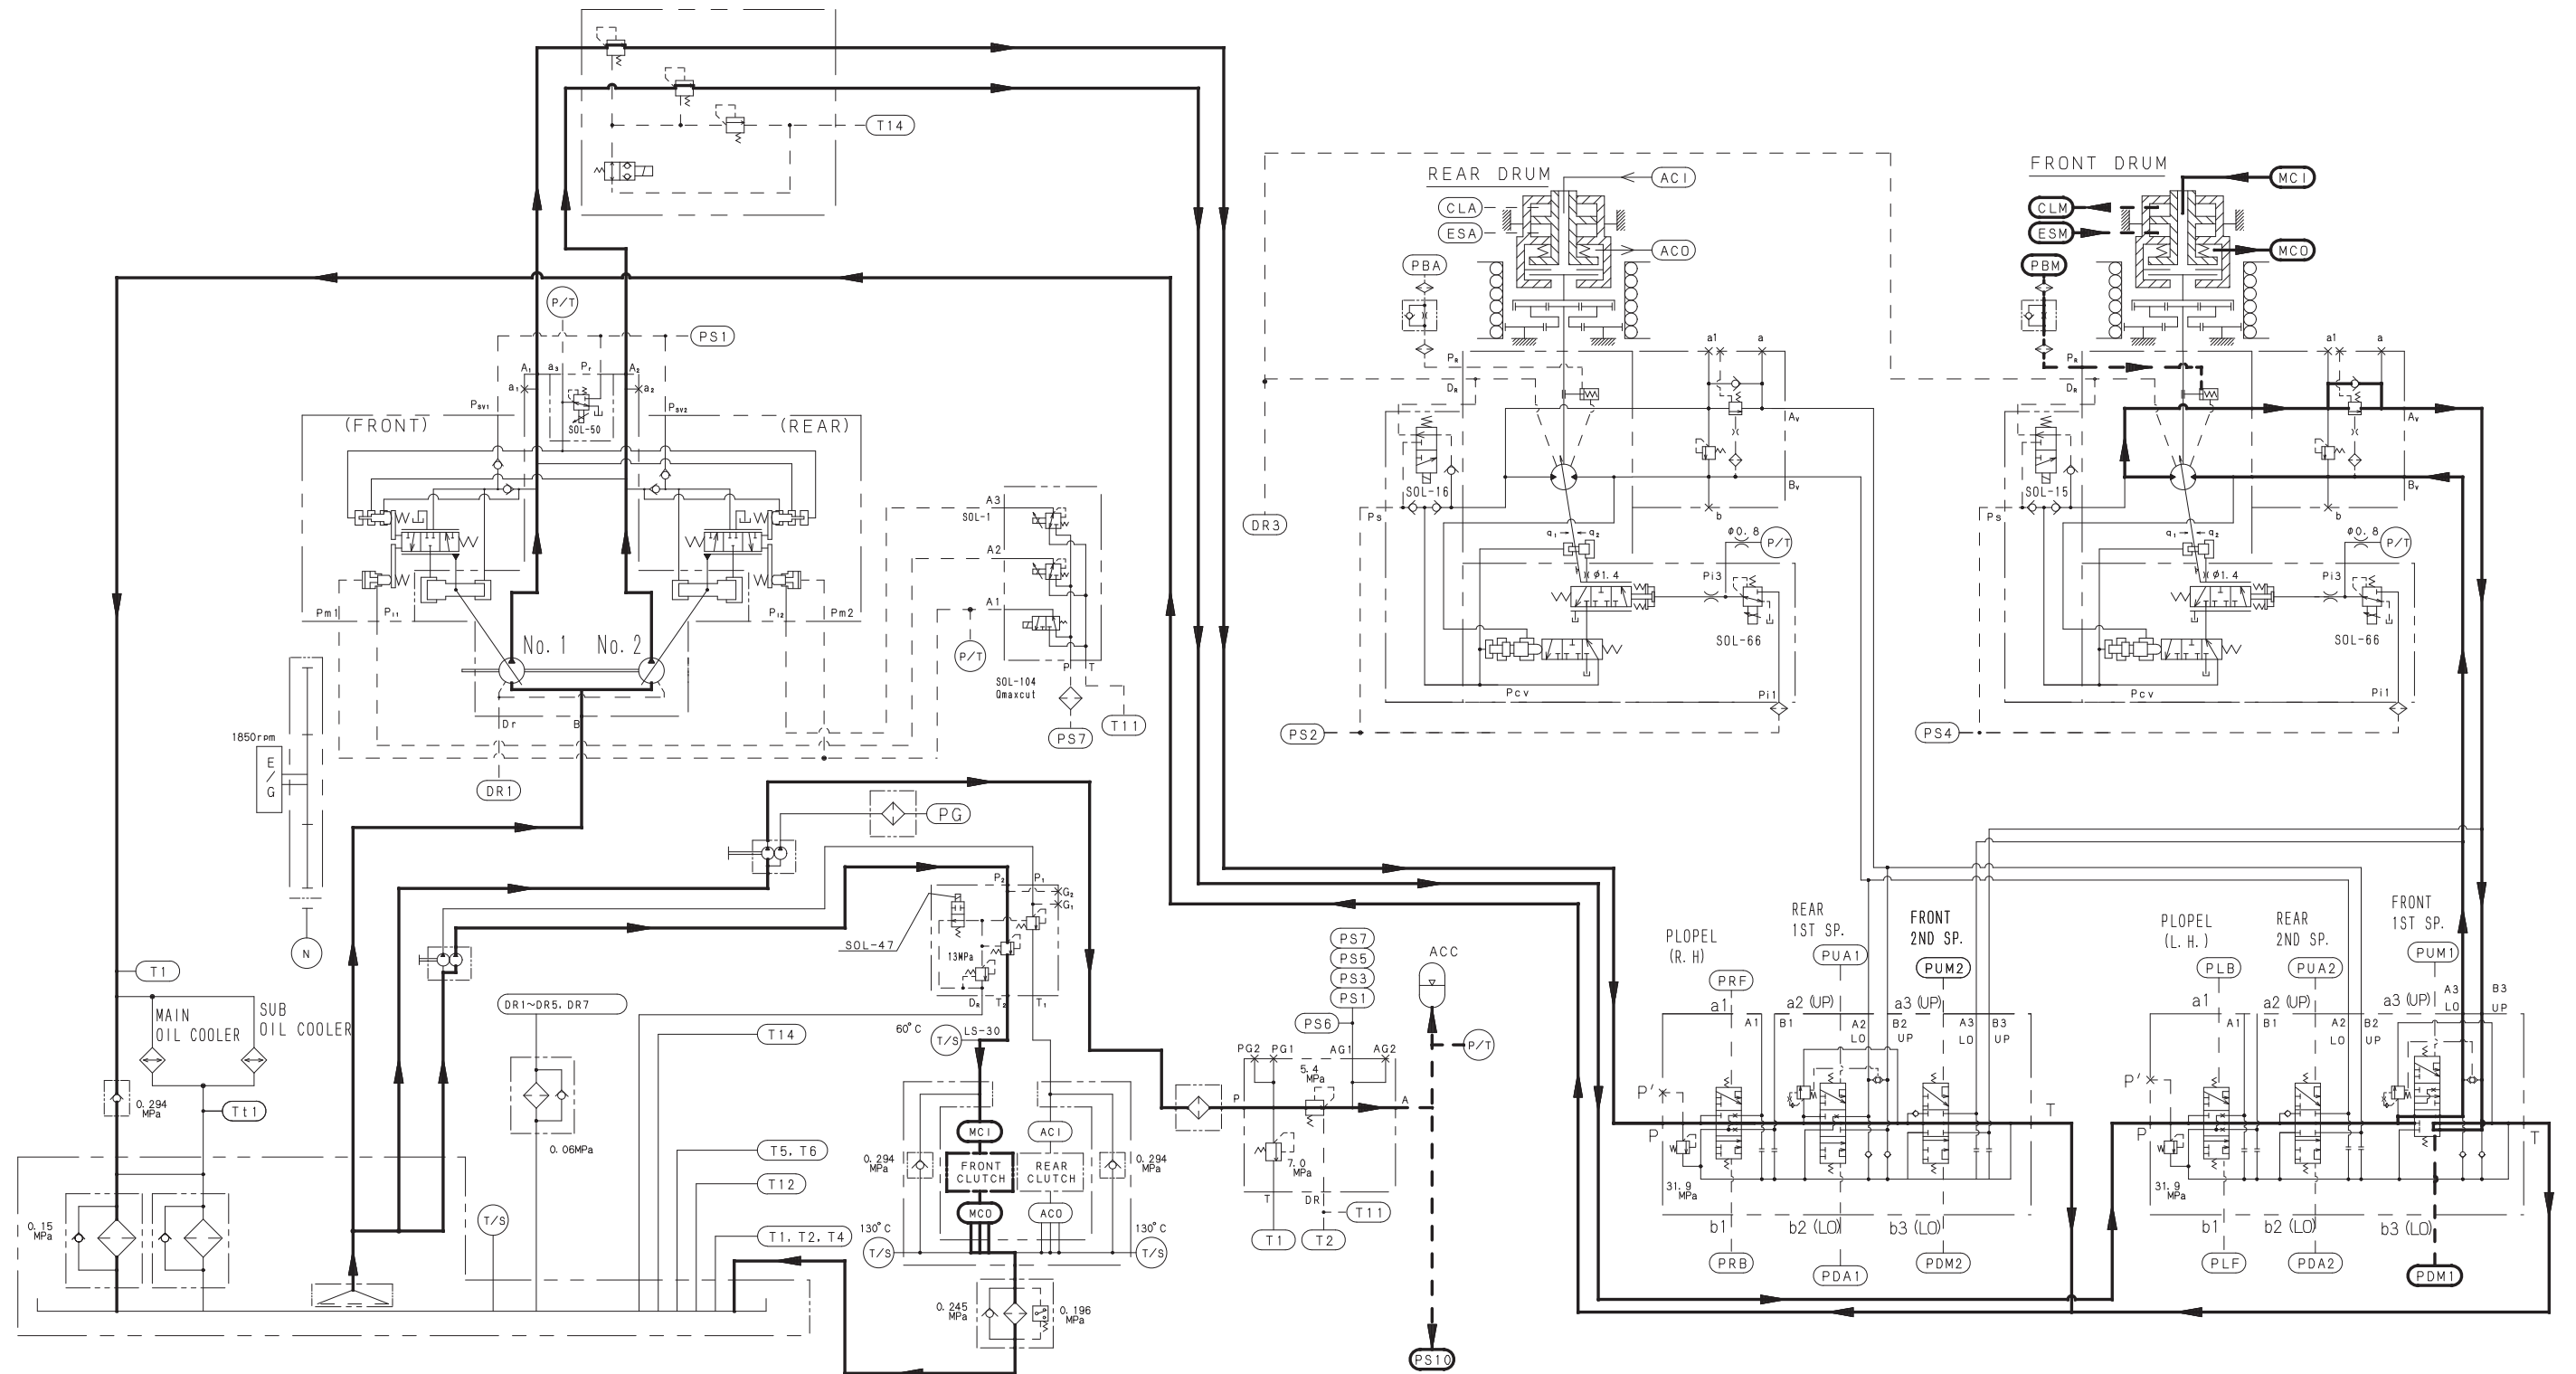 T14
REAR DRUM
ACI
CLA
ESA
ACO
PBA
FRONT DRUM
MCI
CLM
ESM
MCO
PBM
P/T
PS1
A1 a3 Pr A2
a1 a2
PSV1 PSV2
SOL-50
(FRONT) (REAR)
Pm1 Pi1 Pi2 Pm2
No. 1 No. 2
Dr B
DR1
1850rpm
E/G
N
A3
SOL-1
A2
A1
P/T
P T
SOL-104
Qmaxcut
PS7
T11
DR3
a1 a
PR
DR
AV
BV
SOL-16
Ps
b
q1 q2
φ0.8
P/T
φ1.4
Pi3
SOL-66
Pcv
Pi1
PS2
a1 a
PR
DR
AV
BV
SOL-15
Ps
b
q1 q2
φ0.8
P/T
φ1.4
Pi3
SOL-66
Pcv
Pi1
PS4
PG
P2 P1
G2
G1
SOL-47
13MPa
DR T2 T1
60°C
T/S
LS-30
T1
MAIN
OIL COOLER
SUB
OIL COOLER
0.294
MPa
Tt1
DR1~DR5. DR7
0.06MPa
T14
T5. T6
T12
T1. T2. T4
T/S
0.15
MPa
0.294
MPa
MCI
ACI
FRONT
CLUTCH
REAR
CLUTCH
MCO
ACO
0.294
MPa
130°C
T/S
130°C
T/S
0.245
MPa
0.196
MPa
PS7
PS5
PS3
PS1
PS6
ACC
P/T
PG2 PG1 AG1 AG2
5.4
MPa
P A
7.0
MPa
T DR
T11
T1
T2
PS10
PLOPEL
(R. H)
REAR
1ST SP.
FRONT
2ND SP.
PRF
PUA1
PUM2
a1 a2 (UP) a3 (UP)
A1 B1 A2 B2 A3 B3
LO UP LO UP
P'
P T
31.9
MPa
b1 b2 (LO) b3 (LO)
PRB
PDA1
PDM2
PLOPEL
(L. H.)
REAR
2ND SP.
FRONT
1ST SP.
PLB
PUA2
PUM1
a1 a2 (UP) a3 (UP)
A1 B1 A2 B2 A3 B3
LO UP LO UP
P'
P T
31.9
MPa
b1 b2 (LO) b3 (LO)
PLF
PDA2
PDM1